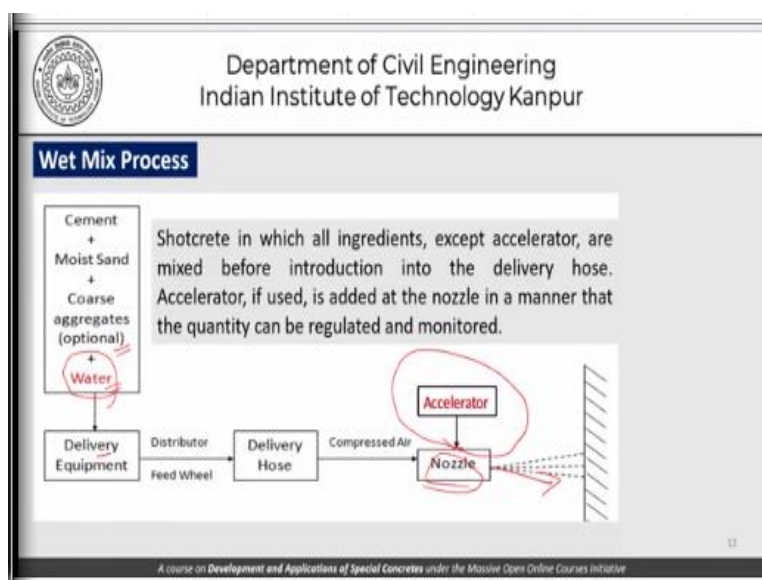 Department of Civil Engineering
Indian Institute of Technology Kanpur
Wet Mix Process
Cement
+
Moist Sand
+
Coarse
aggregates
(optional)
+
Water
Shotcrete in which all ingredients, except accelerator, are
mixed before introduction into the delivery hose.
Accelerator, if used, is added at the nozzle in a manner that
the quantity can be regulated and monitored.
Accelerator
Delivery
Equipment
Distributor
Feed Wheel
Delivery
Hose
Compressed Air
Nozzle
A course on Development and Applications of Special Concretes under the Massive Open Online Courses Initiative